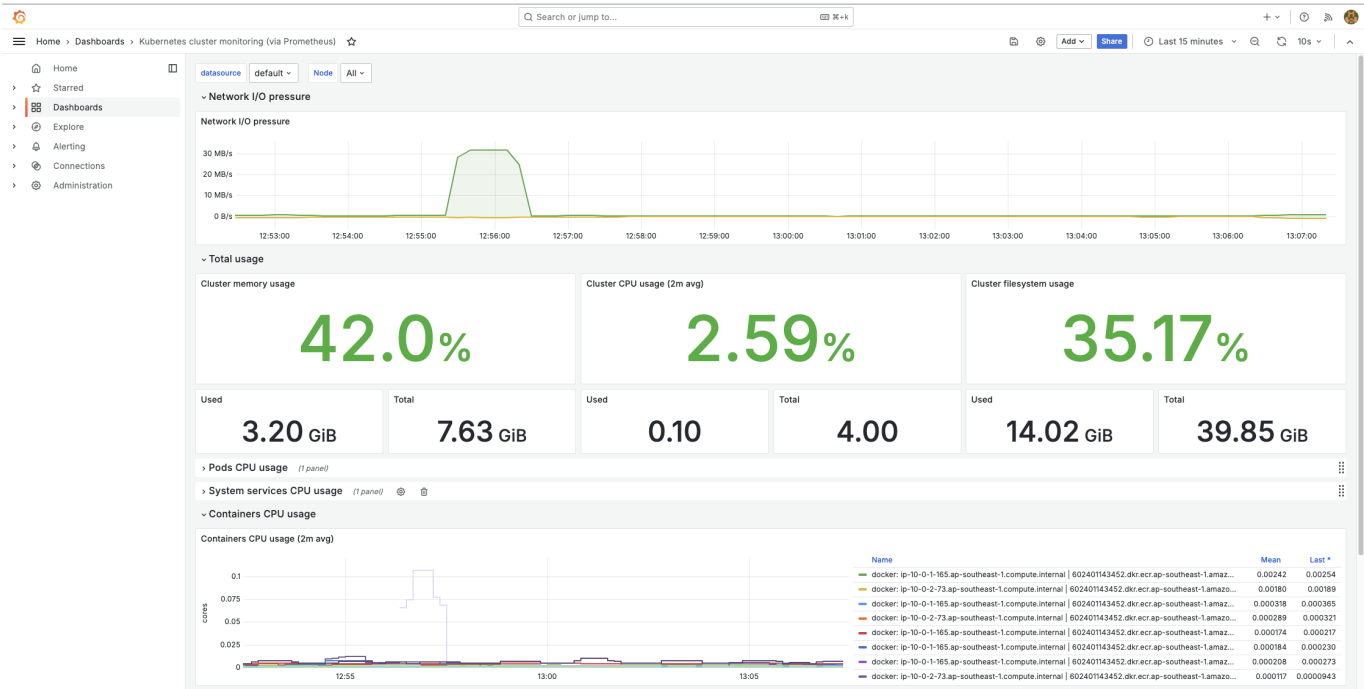 Search or jump to...
⌘+k
Home › Dashboards › Kubernetes cluster monitoring (via Prometheus)
Add
Share
Last 15 minutes
10s
Home
Starred
Dashboards
Explore
Alerting
Connections
Administration
datasource default Node All
Network I/O pressure
Network I/O pressure
30 MB/s
20 MB/s
10 MB/s
0 B/s
12:53:00 12:54:00 12:55:00 12:56:00 12:57:00 12:58:00 12:59:00 13:00:00 13:01:00 13:02:00 13:03:00 13:04:00 13:05:00 13:06:00 13:07:00
Total usage
Cluster memory usage
42.0%
Cluster CPU usage (2m avg)
2.59%
Cluster filesystem usage
35.17%
Used
3.20 GiB
Total
7.63 GiB
Used
0.10
Total
4.00
Used
14.02 GiB
Total
39.85 GiB
Pods CPU usage (1 panel)
System services CPU usage (1 panel)
Containers CPU usage
Containers CPU usage (2m avg)
cores
0.1
0.075
0.05
0.025
0
12:55 13:00 13:05
Name Mean Last *
docker: ip-10-0-1-165.ap-southeast-1.compute.internal | 602401143452.dkr.ecr.ap-southeast-1.amaz... 0.00242 0.00254
docker: ip-10-0-2-73.ap-southeast-1.compute.internal | 602401143452.dkr.ecr.ap-southeast-1.amazo... 0.00180 0.00189
docker: ip-10-0-1-165.ap-southeast-1.compute.internal | 602401143452.dkr.ecr.ap-southeast-1.amaz... 0.000318 0.000365
docker: ip-10-0-2-73.ap-southeast-1.compute.internal | 602401143452.dkr.ecr.ap-southeast-1.amazo... 0.000289 0.000321
docker: ip-10-0-1-165.ap-southeast-1.compute.internal | 602401143452.dkr.ecr.ap-southeast-1.amaz... 0.000174 0.000217
docker: ip-10-0-1-165.ap-southeast-1.compute.internal | 602401143452.dkr.ecr.ap-southeast-1.amaz... 0.000184 0.000230
docker: ip-10-0-1-165.ap-southeast-1.compute.internal | 602401143452.dkr.ecr.ap-southeast-1.amaz... 0.000208 0.000273
docker: ip-10-0-2-73.ap-southeast-1.compute.internal | 602401143452.dkr.ecr.ap-southeast-1.amazo... 0.000117 0.0000943